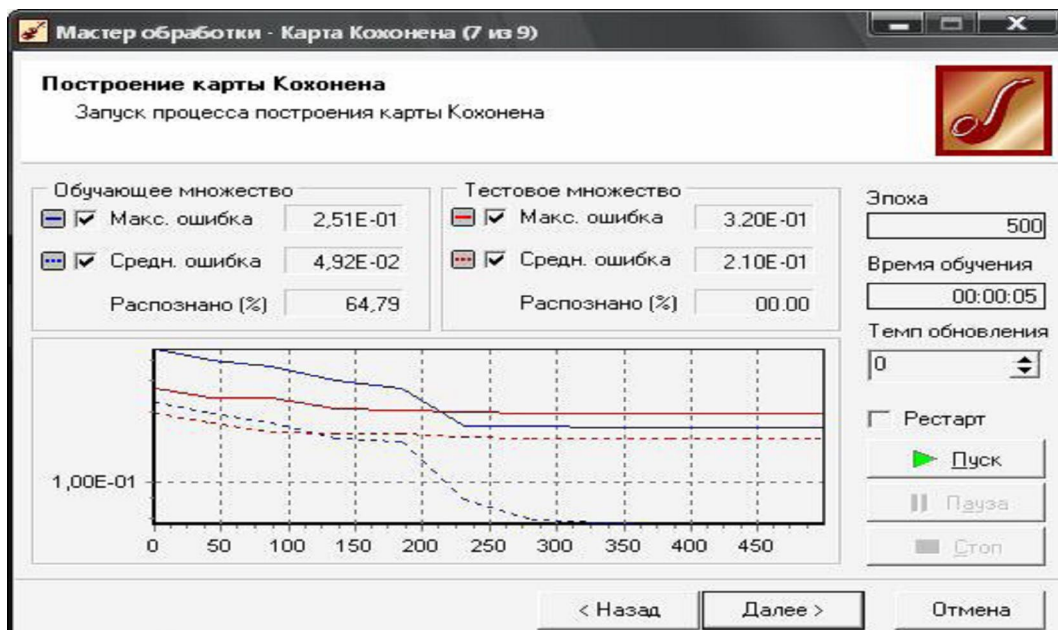 Мастер обработки - Карта Кохонена (7 из 9)
Построение карты Кохонена
Запуск процесса построения карты Кохонена
Обучающее множество
Макс. ошибка 2,51E-01
Средн. ошибка 4,92E-02
Распознано (%) 64,79
Тестовое множество
Макс. ошибка 3.20E-01
Средн. ошибка 2.10E-01
Распознано (%) 00.00
Эпоха
500
Время обучения
00:00:05
Темп обновления
0
Рестарт
Пуск
Пауза
Стоп
1,00E-01
0 50 100 150 200 250 300 350 400 450
< Назад Далее > Отмена